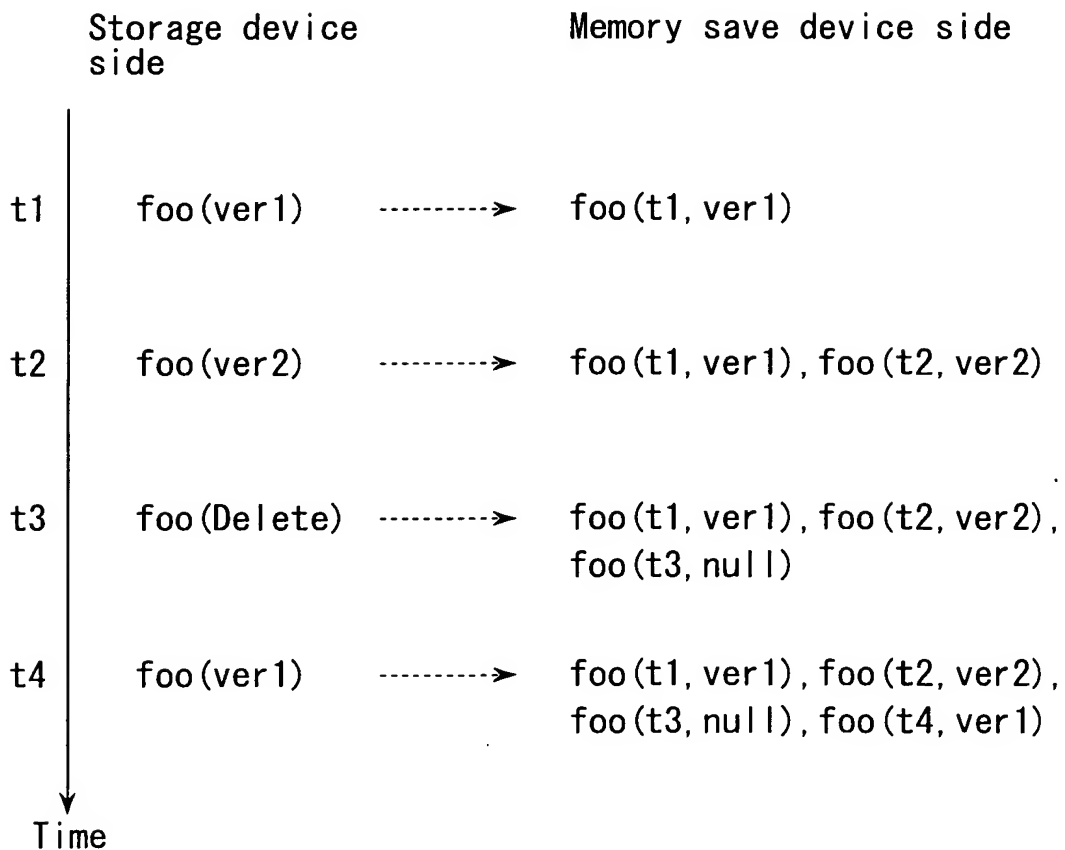 Storage device side
Memory save device side
t1 foo(ver1) foo(t1,ver1)
t2 foo(ver2) foo(t1,ver1),foo(t2,ver2)
t3 foo(Delete) foo(t1,ver1),foo(t2,ver2),
foo(t3,null)
t4 foo(ver1) foo(t1,ver1),foo(t2,ver2),
foo(t3,null),foo(t4,ver1)
Time